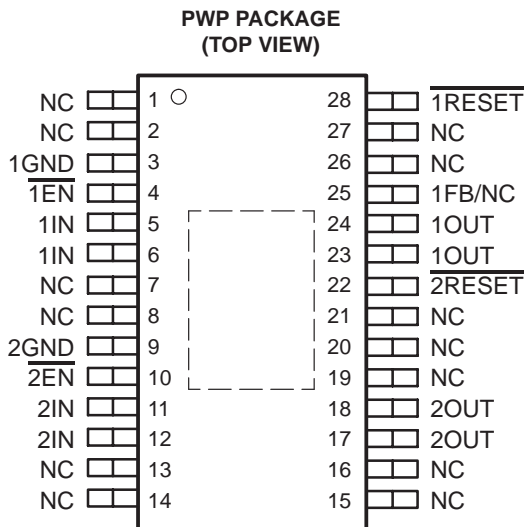 PWP PACKAGE
(TOP VIEW)
NC 1 28 1RESET
NC 2 27 NC
1GND 3 26 NC
1EN 4 25 1FB/NC
1IN 5 24 1OUT
1IN 6 23 1OUT
NC 7 22 2RESET
NC 8 21 NC
2GND 9 20 NC
2EN 10 19 NC
2IN 11 18 2OUT
2IN 12 17 2OUT
NC 13 16 NC
NC 14 15 NC